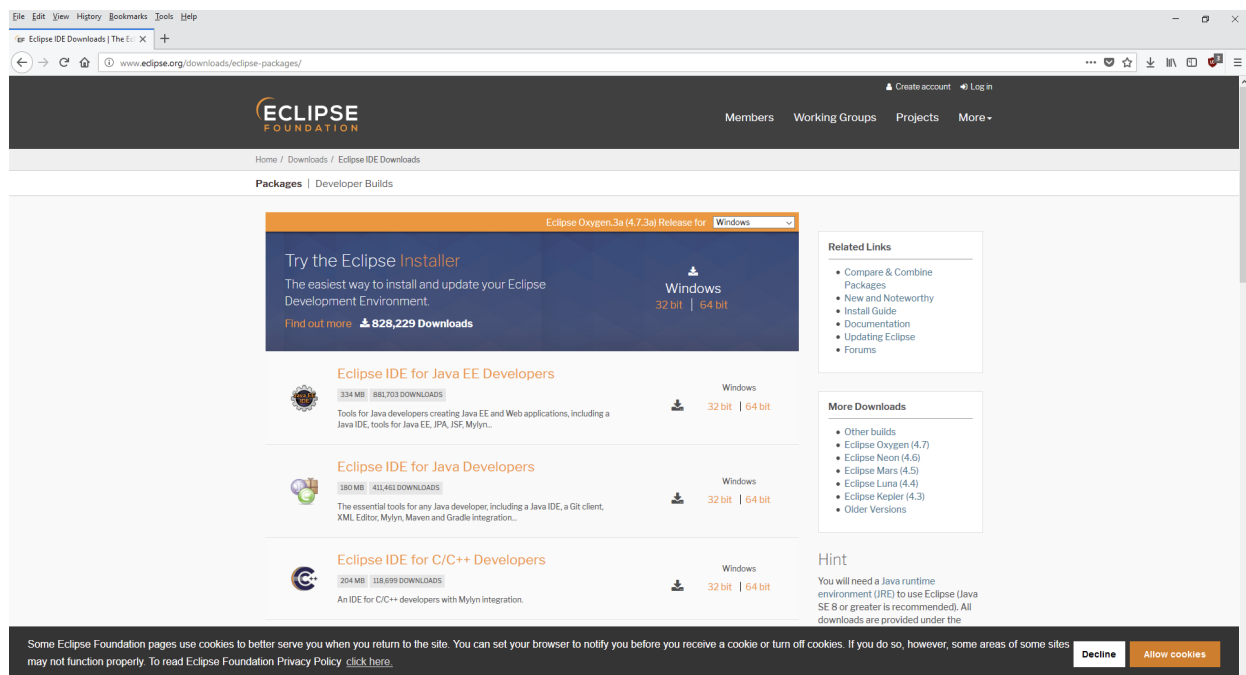 File Edit View History Bookmarks Tools Help
Eclipse IDE Downloads | The Ec
www.eclipse.org/downloads/eclipse-packages/
Create account Log in
ECLIPSE
FOUNDATION
Members Working Groups Projects More
Home / Downloads / Eclipse IDE Downloads
Packages | Developer Builds
Eclipse Oxygen.3a (4.7.3a) Release for Windows
Try the Eclipse Installer
The easiest way to install and update your Eclipse
Development Environment.
Find out more 828,229 Downloads
Windows
32 bit | 64 bit
Eclipse IDE for Java EE Developers
334 MB 881,703 DOWNLOADS
Tools for Java developers creating Java EE and Web applications, including a
Java IDE, tools for Java EE, JPA, JSF, Mylyn...
Windows
32 bit | 64 bit
Eclipse IDE for Java Developers
180 MB 411,461 DOWNLOADS
The essential tools for any Java developer, including a Java IDE, a Git client,
XML Editor, Mylyn, Maven and Gradle integration...
Windows
32 bit | 64 bit
Eclipse IDE for C/C++ Developers
204 MB 118,699 DOWNLOADS
An IDE for C/C++ developers with Mylyn integration.
Windows
32 bit | 64 bit
Related Links
Compare & Combine
Packages
New and Noteworthy
Install Guide
Documentation
Updating Eclipse
Forums
More Downloads
Other builds
Eclipse Oxygen (4.7)
Eclipse Neon (4.6)
Eclipse Mars (4.5)
Eclipse Luna (4.4)
Eclipse Kepler (4.3)
Older Versions
Hint
You will need a Java runtime
environment (JRE) to use Eclipse (Java
SE 8 or greater is recommended). All
downloads are provided under the
Some Eclipse Foundation pages use cookies to better serve you when you return to the site. You can set your browser to notify you before you receive a cookie or turn off cookies. If you do so, however, some areas of some sites
may not function properly. To read Eclipse Foundation Privacy Policy click here.
Decline
Allow cookies